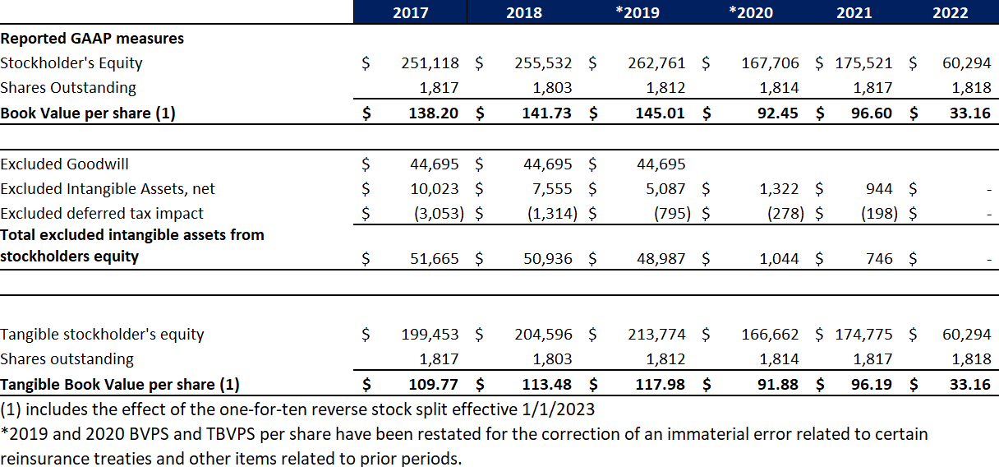 2017 2018 *2019 *2020 2021 2022
Reported GAAP measures
Stockholder's Equity $ 251,118 $ 255,532 $ 262,761 $ 167,706 $ 175,521 $ 60,294
Shares Outstanding 1,817 1,803 1,812 1,814 1,817 1,818
Book Value per share (1) $ 138.20 $ 141.73 $ 145.01 $ 92.45 $ 96.60 $ 33.16
Excluded Goodwill $ 44,695 $ 44,695 $ 44,695
Excluded Intangible Assets, net $ 10,023 $ 7,555 $ 5,087 $ 1,322 $ 944 $ -
Excluded deferred tax impact $ (3,053) $ (1,314) $ (795) $ (278) $ (198) $ -
Total excluded intangible assets from
stockholders equity $ 51,665 $ 50,936 $ 48,987 $ 1,044 $ 746 $ -
Tangible stockholder's equity $ 199,453 $ 204,596 $ 213,774 $ 166,662 $ 174,775 $ 60,294
Shares outstanding 1,817 1,803 1,812 1,814 1,817 1,818
Tangible Book Value per share (1) $ 109.77 $ 113.48 $ 117.98 $ 91.88 $ 96.19 $ 33.16
(1) includes the effect of the one-for-ten reverse stock split effective 1/1/2023
*2019 and 2020 BVPS and TBVPS per share have been restated for the correction of an immaterial error related to certain
reinsurance treaties and other items related to prior periods.